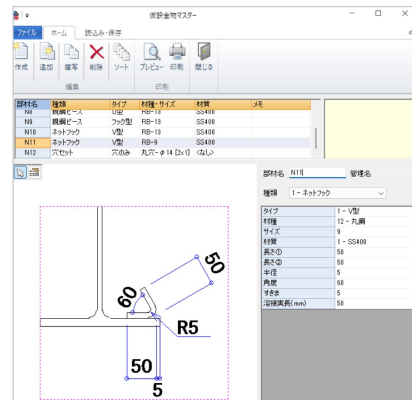 仮設金物マスター
ファイル ホーム 読込み・保存
作成 追加 複写 削除 ソート プレビュー 印刷 閉じる
編集 印刷
部材名 種類 タイプ 材種・サイズ 材質 メモ
N8 親綱ピース U型 RB-13 SS400
N9 親綱ピース フック型 RB-13 SS400
N10 ネットフック V型 RB-13 SS400
N11 ネットフック V型 RB-9 SS400
N12 穴セット 穴のみ 丸穴-φ14 [2x1] <なし>
部材名 N11 管理名
種類 1 - ネットフック
タイプ 1 - V型
材種 12 - 丸鋼
サイズ 9
材質 1 - SS400
長さ① 50
長さ② 50
半径 5
角度 60
すきま 5
溶接実長(mm) 50
50
60
R5
50
5